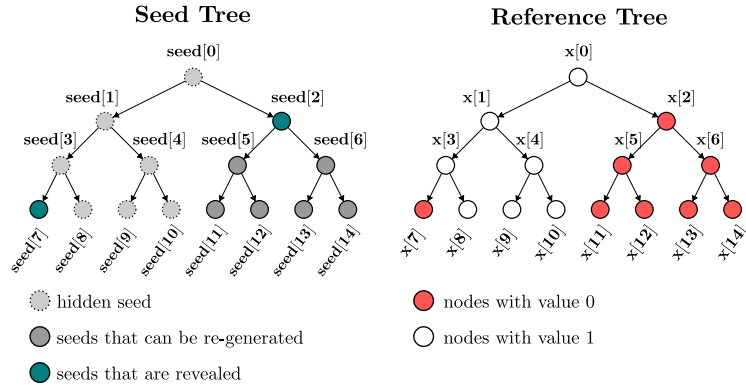 Seed Tree
Reference Tree
seed[0]
x[0]
seed[1]
seed[2]
x[1]
x[2]
seed[3]
seed[4]
seed[5]
seed[6]
x[3]
x[4]
x[5]
x[6]
seed[7]
seed[8]
seed[9]
seed[10]
seed[11]
seed[12]
seed[13]
seed[14]
x[7]
x[8]
x[9]
x[10]
x[11]
x[12]
x[13]
x[14]
hidden seed
seeds that can be re-generated
seeds that are revealed
nodes with value 0
nodes with value 1